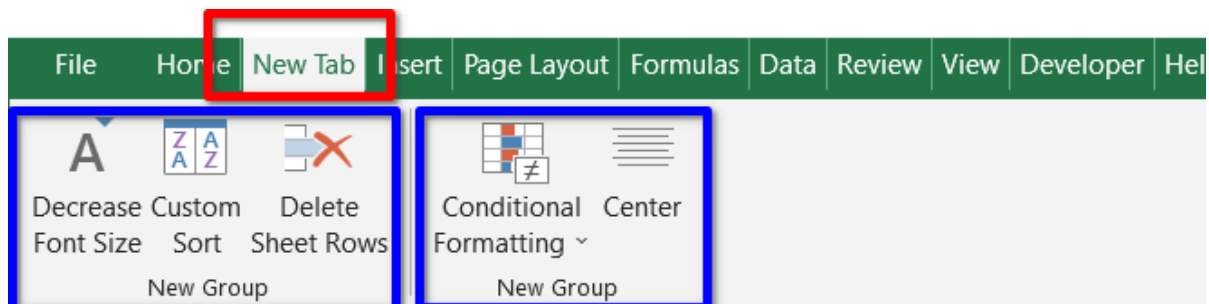 File Home New Tab Insert Page Layout Formulas Data Review View Developer Hel
A Z A
A Z ≠
Decrease Custom Delete Conditional Center
Font Size Sort Sheet Rows Formatting
New Group New Group